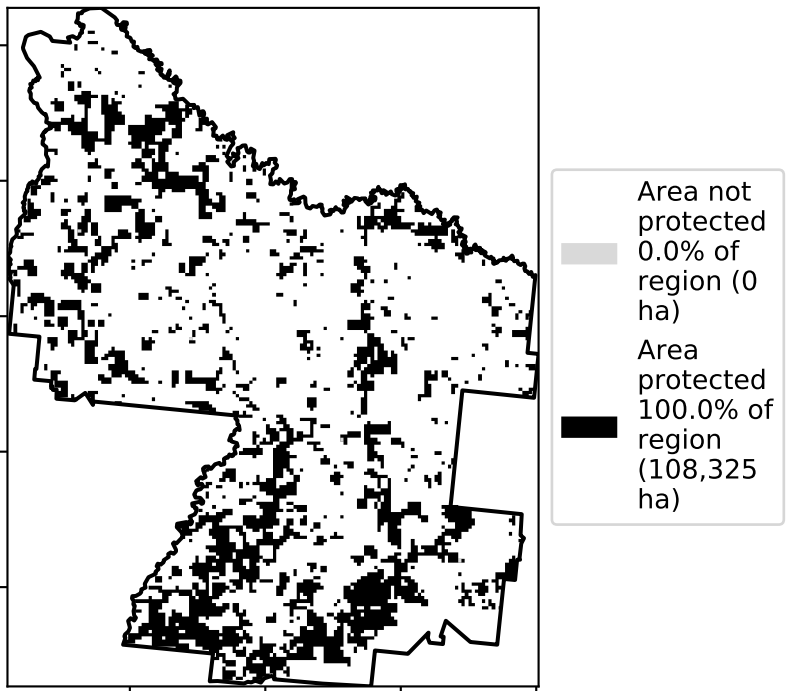 Area not
protected
0.0% of
region (0
ha)
Area
protected
100.0% of
region
(108,325
ha)